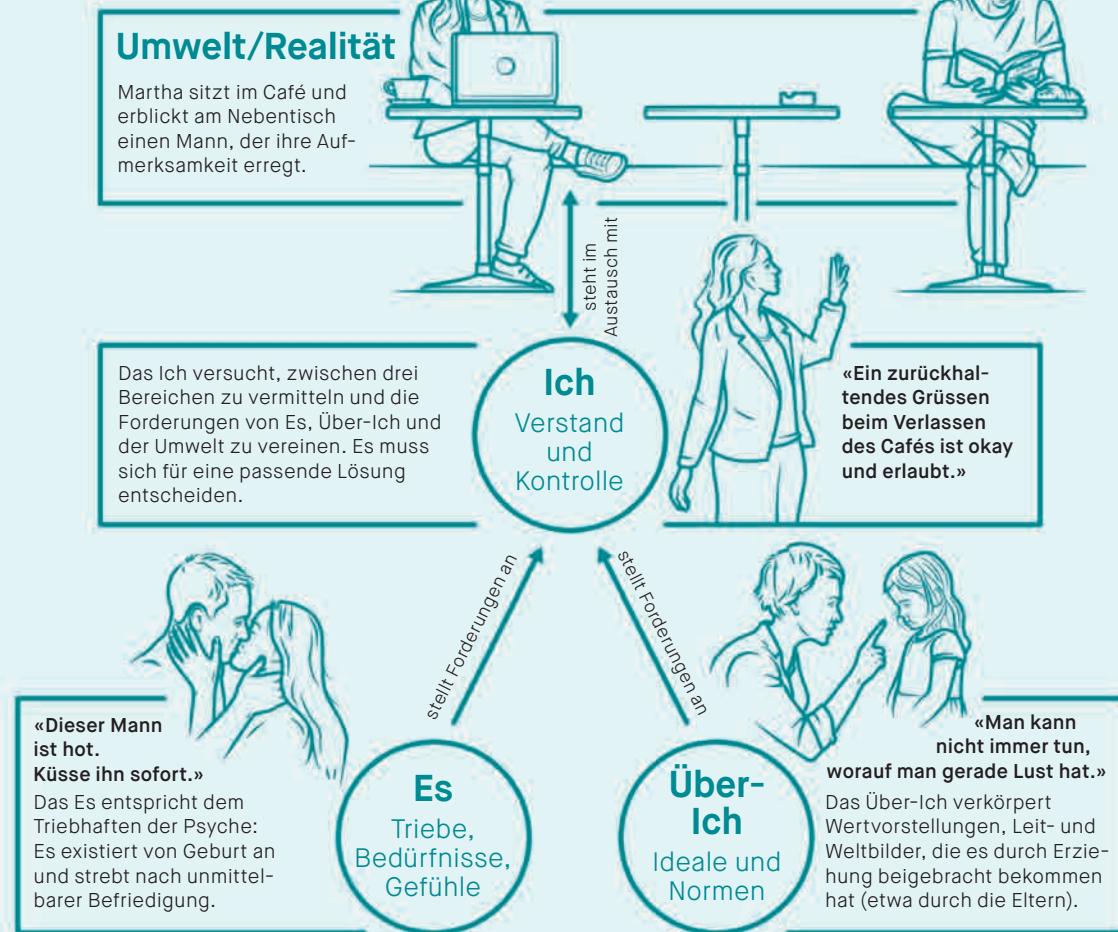 Umwelt/Realität
Martha sitzt im Café und
erblickt am Nebentisch
einen Mann, der ihre Auf-
merksamkeit erregt.
steht im
Austausch mit
Das Ich versucht, zwischen drei
Bereichen zu vermitteln und die
Forderungen von Es, Über-Ich und
der Umwelt zu vereinen. Es muss
sich für eine passende Lösung
entscheiden.
Ich
Verstand
und
Kontrolle
«Ein zurückhal-
tendes Grüssen
beim Verlassen
des Cafés ist okay
und erlaubt.»
stellt Forderungen an
stellt Forderungen an
«Dieser Mann
ist hot.
Küsse ihn sofort.»
Das Es entspricht dem
Triebhaften der Psyche:
Es existiert von Geburt an
und strebt nach unmittel-
barer Befriedigung.
Es
Triebe,
Bedürfnisse,
Gefühle
Über-
Ich
Ideale und
Normen
«Man kann
nicht immer tun,
worauf man gerade Lust hat.»
Das Über-Ich verkörpert
Wertvorstellungen, Leit- und
Weltbilder, die es durch Erzie-
hung beigebracht bekommen
hat (etwa durch die Eltern).